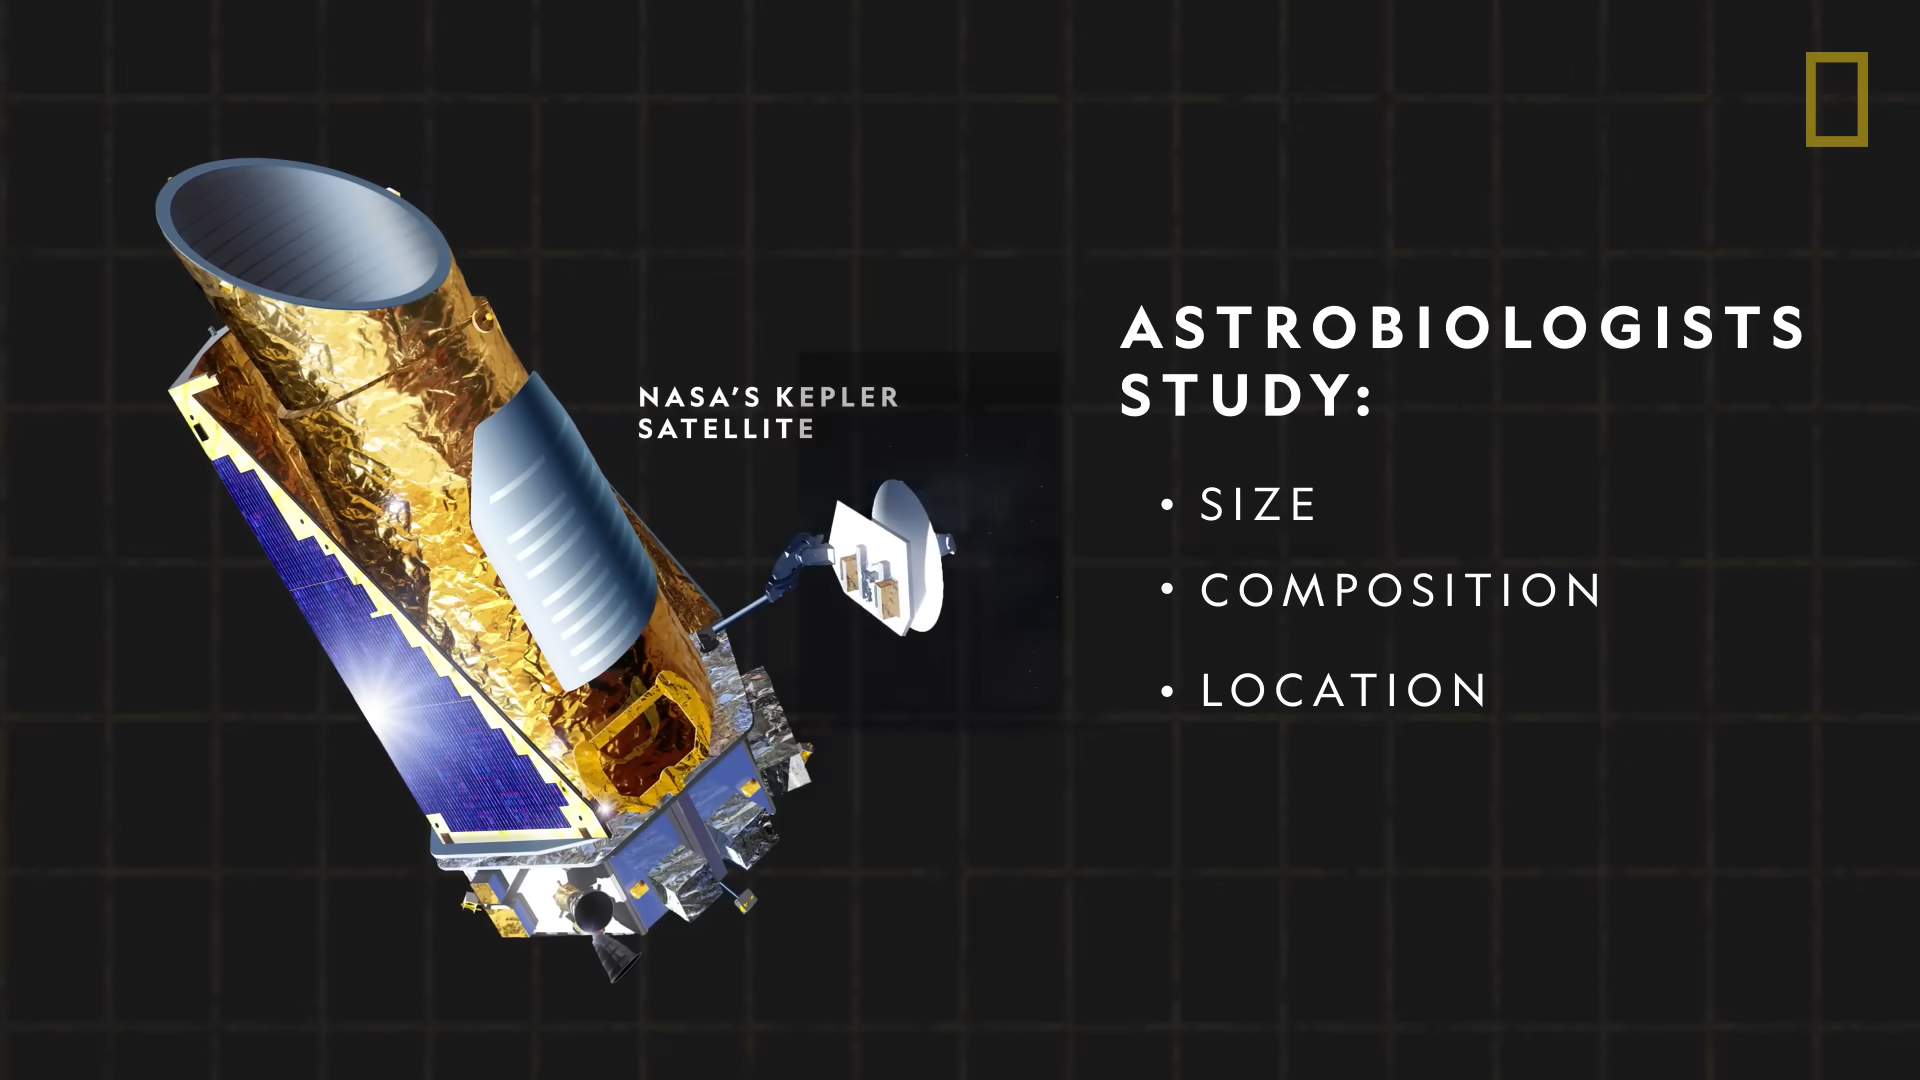 NASA’S KEPLER
SATELLITE
ASTROBIOLOGISTS
STUDY:
• SIZE
• COMPOSITION
• LOCATION